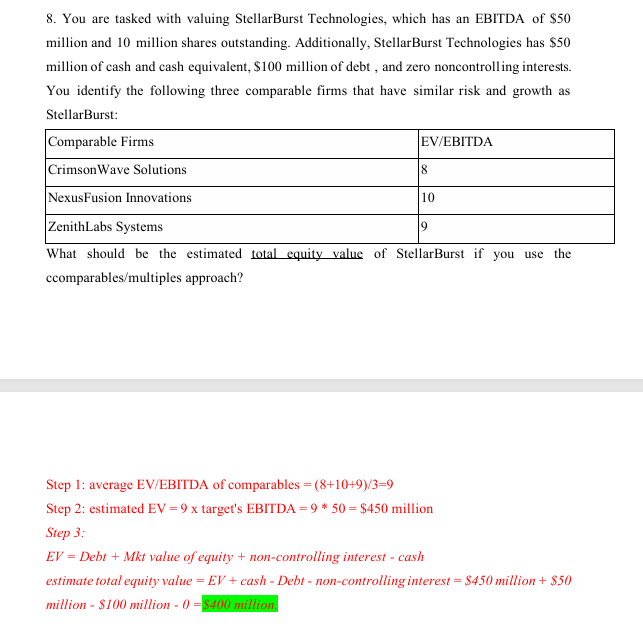 8. You are tasked with valuing StellarBurst Technologies, which has an EBITDA of $50
million and 10 million shares outstanding. Additionally, StellarBurst Technologies has $50
million of cash and cash equivalent, $100 million of debt , and zero noncontrolling interests.
You identify the following three comparable firms that have similar risk and growth as
StellarBurst:
Comparable Firms EV/EBITDA
CrimsonWave Solutions 8
NexusFusion Innovations 10
ZenithLabs Systems 9
What should be the estimated total equity value of StellarBurst if you use the
ccomparables/multiples approach?
Step 1: average EV/EBITDA of comparables = (8+10+9)/3=9
Step 2: estimated EV = 9 x target's EBITDA = 9 * 50 = $450 million
Step 3:
EV = Debt + Mkt value of equity + non-controlling interest - cash
estimate total equity value = EV + cash - Debt - non-controlling interest = $450 million + $50
million - $100 million - 0 =$400 million.